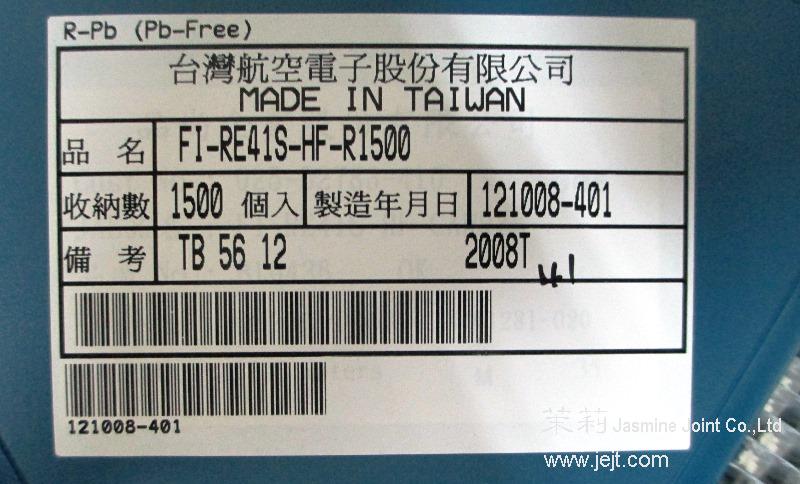 R-Pb (Pb-Free)
台灣航空電子股份有限公司
MADE IN TAIWAN
品 名 FI-RE41S-HF-R1500
收納數 1500 個入 製造年月日 121008-401
備 考 TB 56 12 2008T 41
121008-401
茉莉 Jasmine Joint Co.,Ltd
www.jejt.com